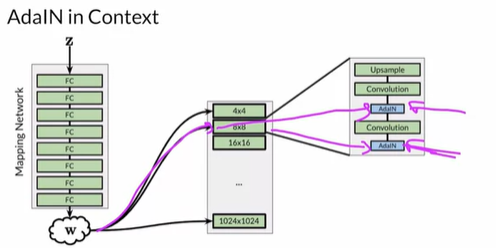 AdaIN in Context
Z
Mapping Network
FC
FC
FC
FC
FC
FC
FC
FC
W
4x4
8x8
16x16
...
1024x1024
Upsample
Convolution
AdaIN
Convolution
AdaIN